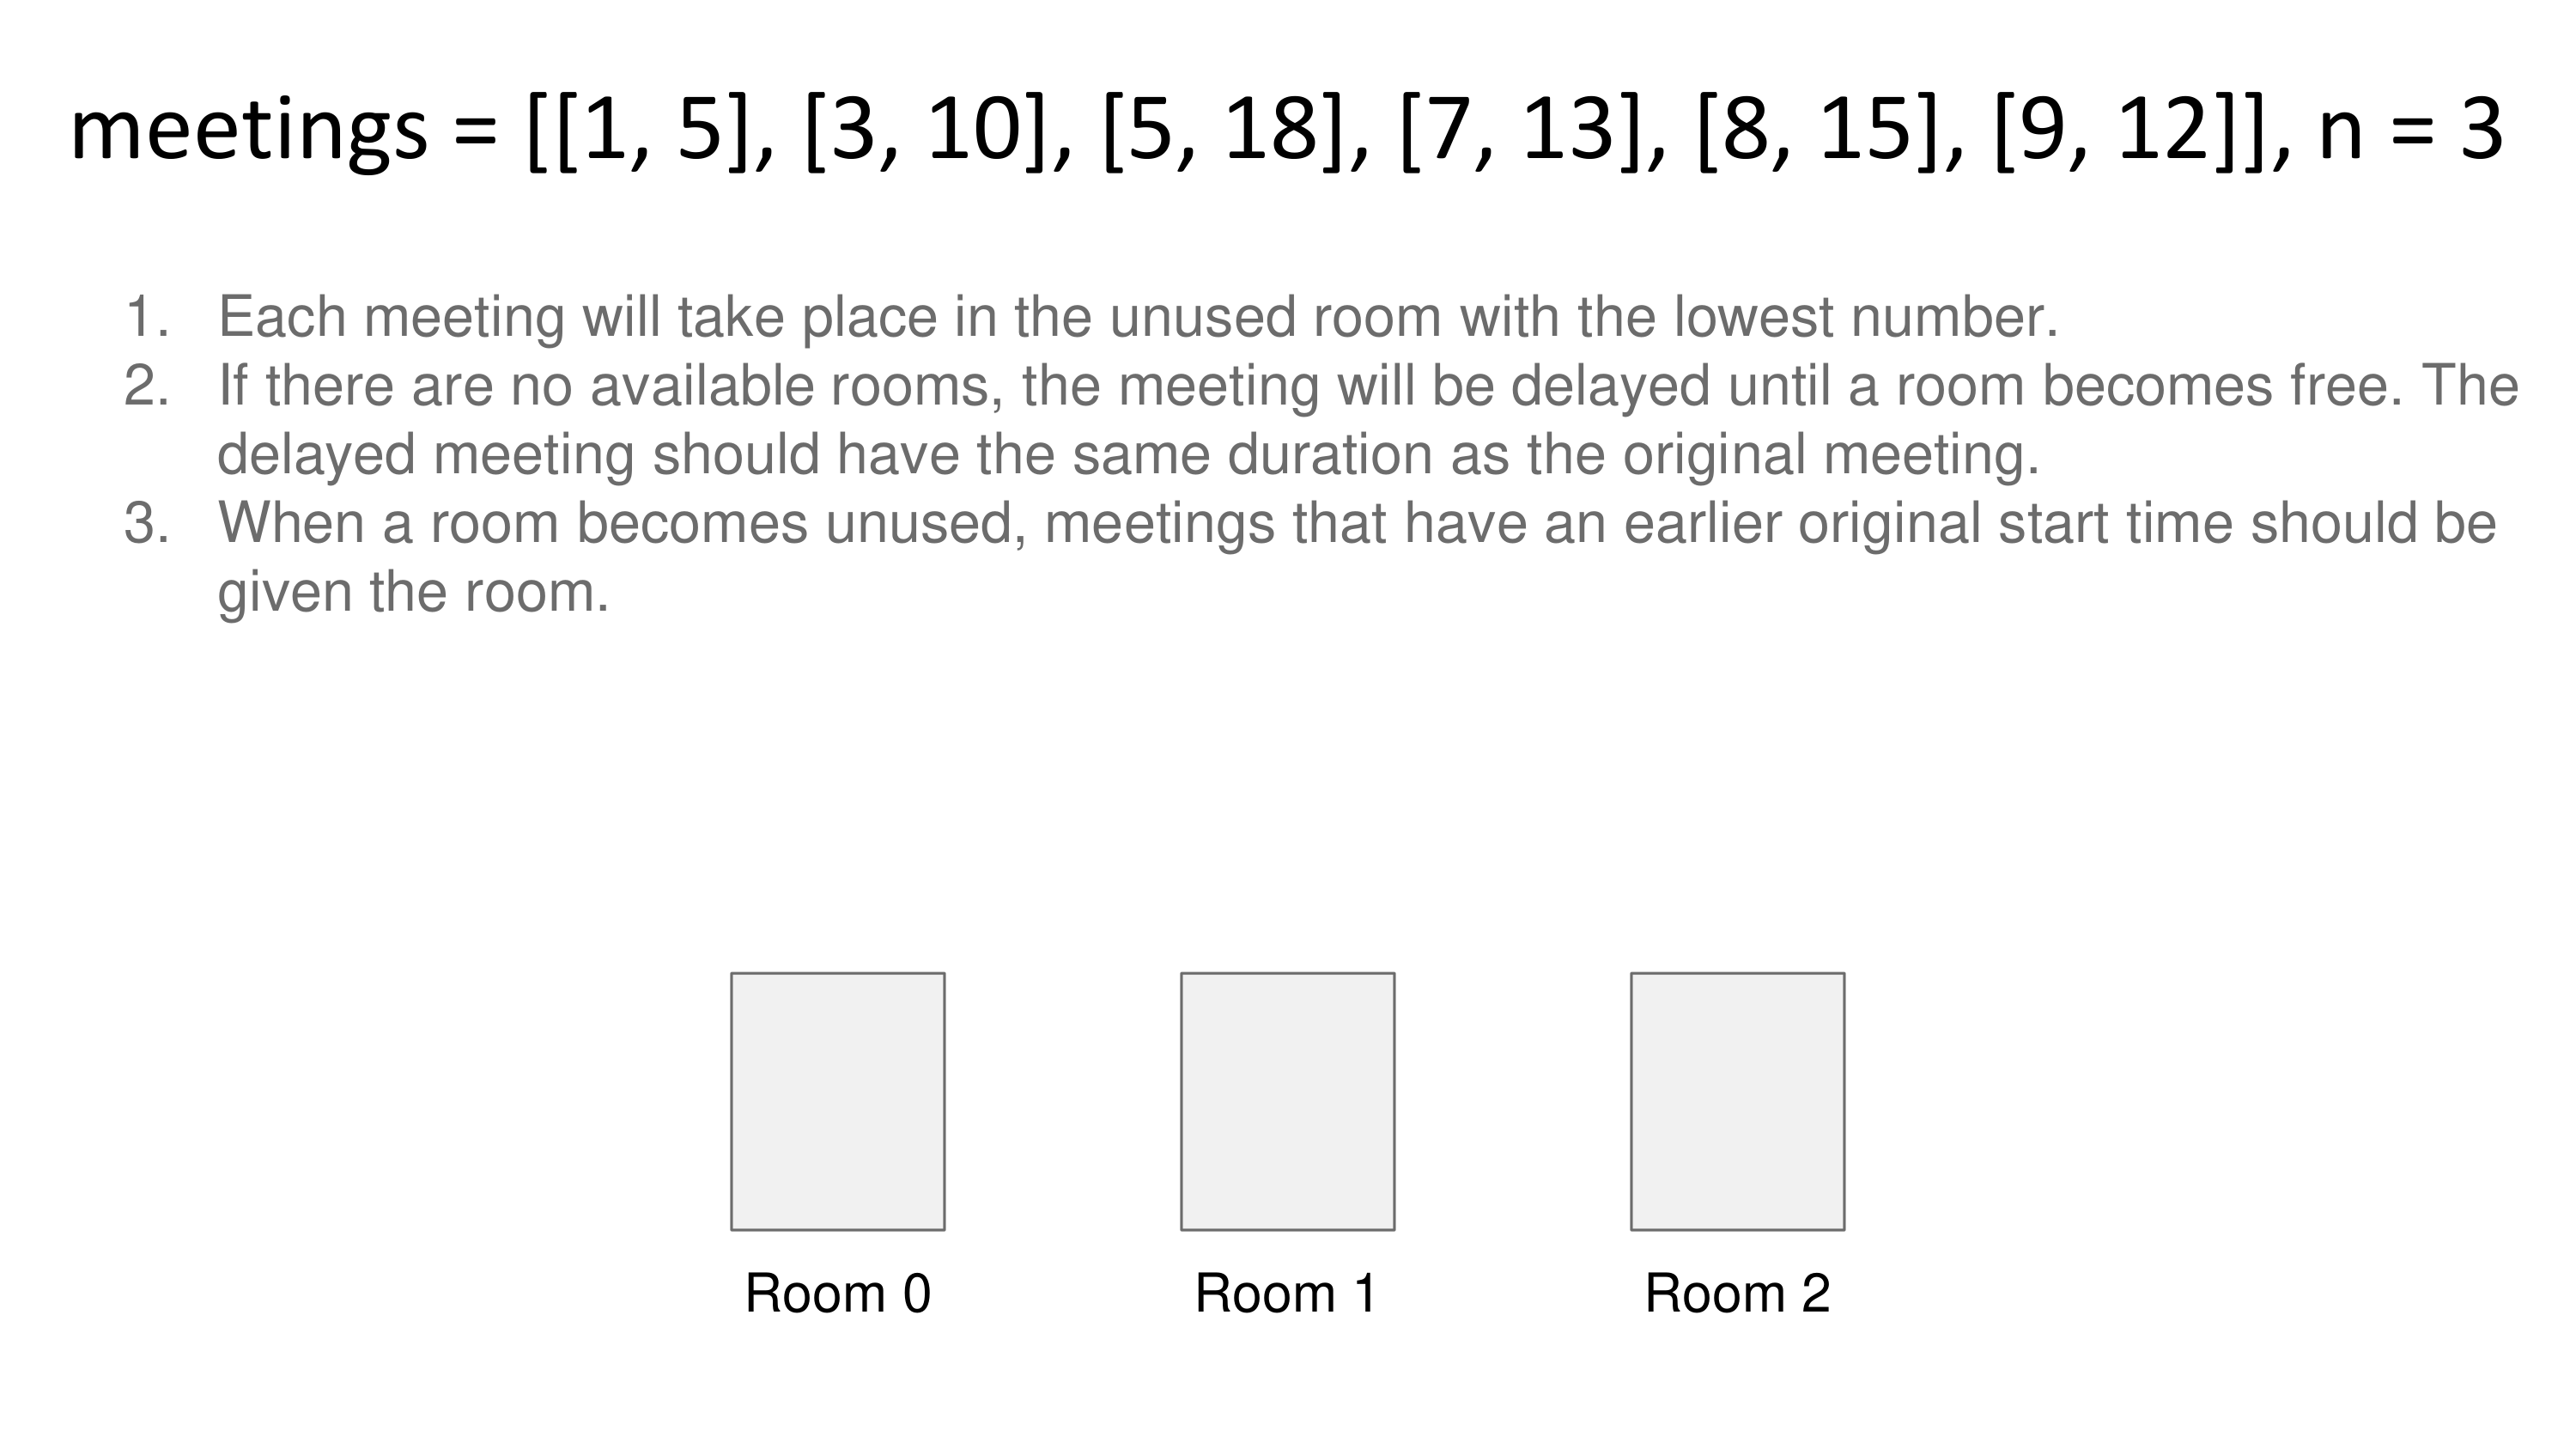 meetings = [[1, 5], [3, 10], [5, 18], [7, 13], [8, 15], [9, 12]], n = 3
1. Each meeting will take place in the unused room with the lowest number.
2. If there are no available rooms, the meeting will be delayed until a room becomes free. The
delayed meeting should have the same duration as the original meeting.
3. When a room becomes unused, meetings that have an earlier original start time should be
given the room.
Room 0
Room 1
Room 2